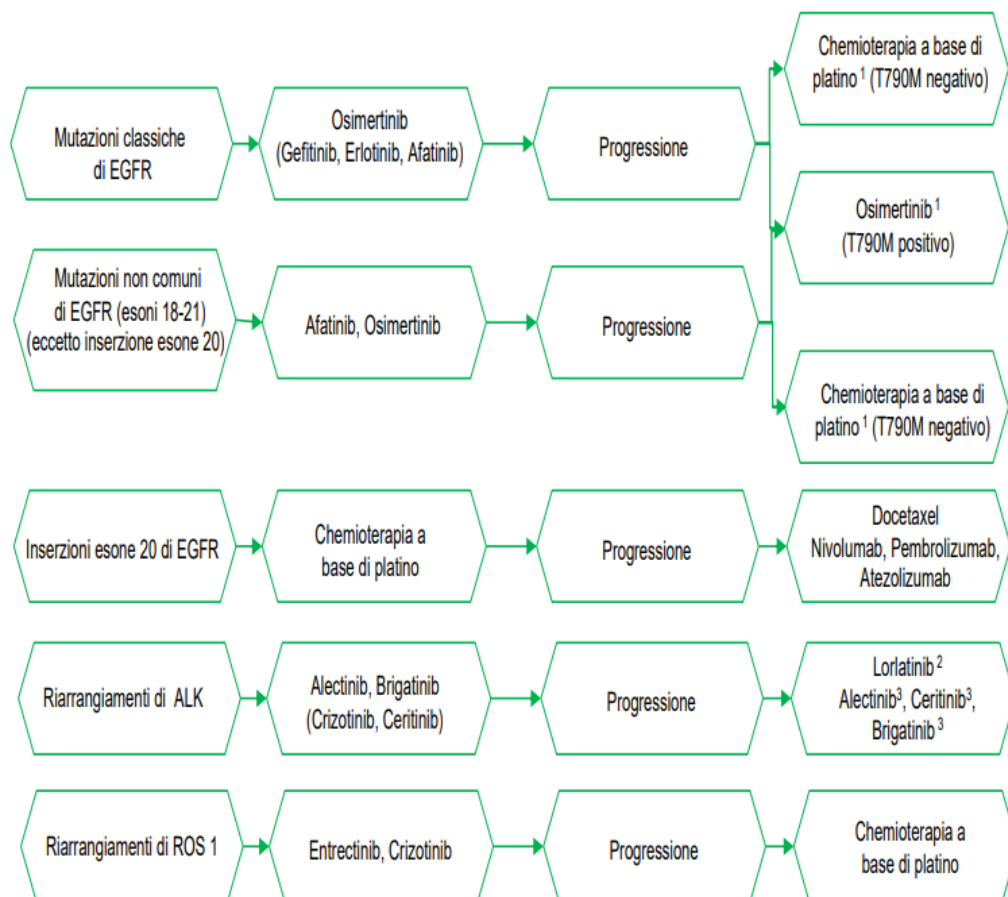 Mutazioni classiche
di EGFR
Osimertinib
(Gefitinib, Erlotinib, Afatinib)
Progressione
Chemioterapia a base di
platino ¹ (T790M negativo)
Osimertinib ¹
(T790M positivo)
Mutazioni non comuni
di EGFR (esoni 18-21)
(eccetto inserzione esone 20)
Afatinib, Osimertinib
Progressione
Chemioterapia a base di
platino ¹ (T790M negativo)
Inserzioni esone 20 di EGFR
Chemioterapia a
base di platino
Progressione
Docetaxel
Nivolumab, Pembrolizumab,
Atezolizumab
Riarrangiamenti di ALK
Alectinib, Brigatinib
(Crizotinib, Ceritinib)
Progressione
Lorlatinib ²
Alectinib³, Ceritinib³,
Brigatinib ³
Riarrangiamenti di ROS 1
Entrectinib, Crizotinib
Progressione
Chemioterapia a
base di platino